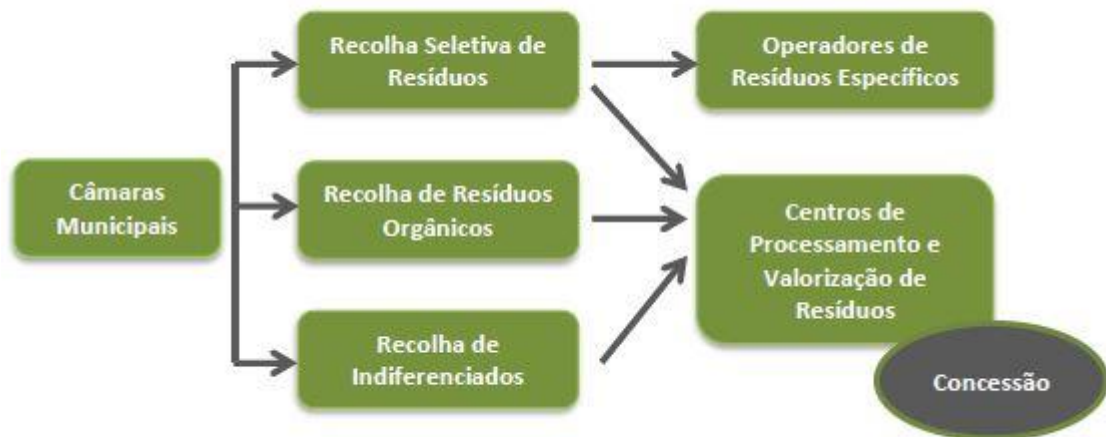 Recolha Seletiva de
Resíduos
Operadores de
Resíduos Específicos
Câmaras
Municipais
Recolha de Resíduos
Orgânicos
Centros de
Processamento e
Valorização de
Resíduos
Recolha de
Indiferenciados
Concessão